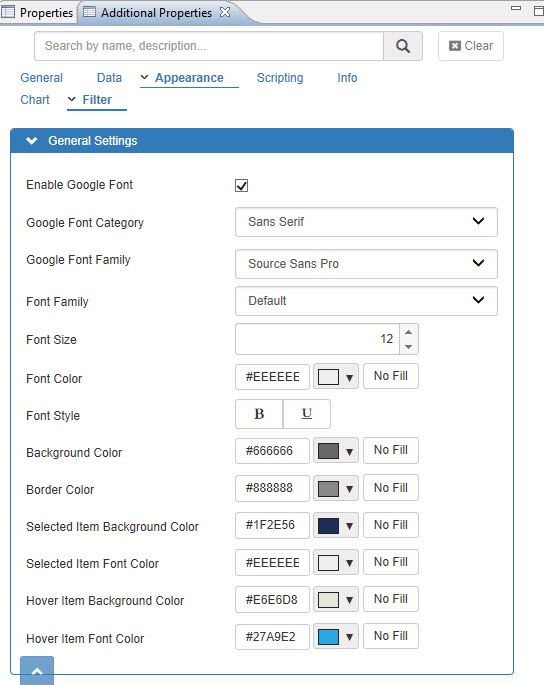 Properties Additional Properties
Search by name, description... Clear
General Data Appearance Scripting Info
Chart Filter
General Settings
Enable Google Font
Google Font Category Sans Serif
Google Font Family Source Sans Pro
Font Family Default
Font Size 12
Font Color #EEEEEE No Fill
Font Style B U
Background Color #666666 No Fill
Border Color #888888 No Fill
Selected Item Background Color #1F2E56 No Fill
Selected Item Font Color #EEEEEE No Fill
Hover Item Background Color #E6E6D8 No Fill
Hover Item Font Color #27A9E2 No Fill